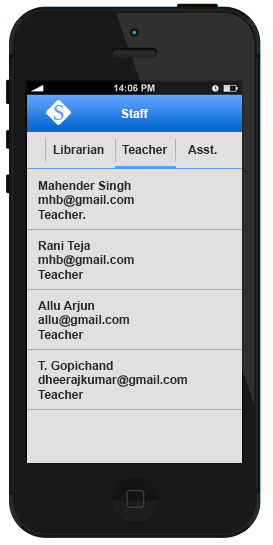 14:06 PM
S
Staff
Librarian Teacher Asst.
Mahender Singh
mhb@gmail.com
Teacher.
Rani Teja
mhb@gmail.com
Teacher
Allu Arjun
allu@gmail.com
Teacher
T. Gopichand
dheerajkumar@gmail.com
Teacher